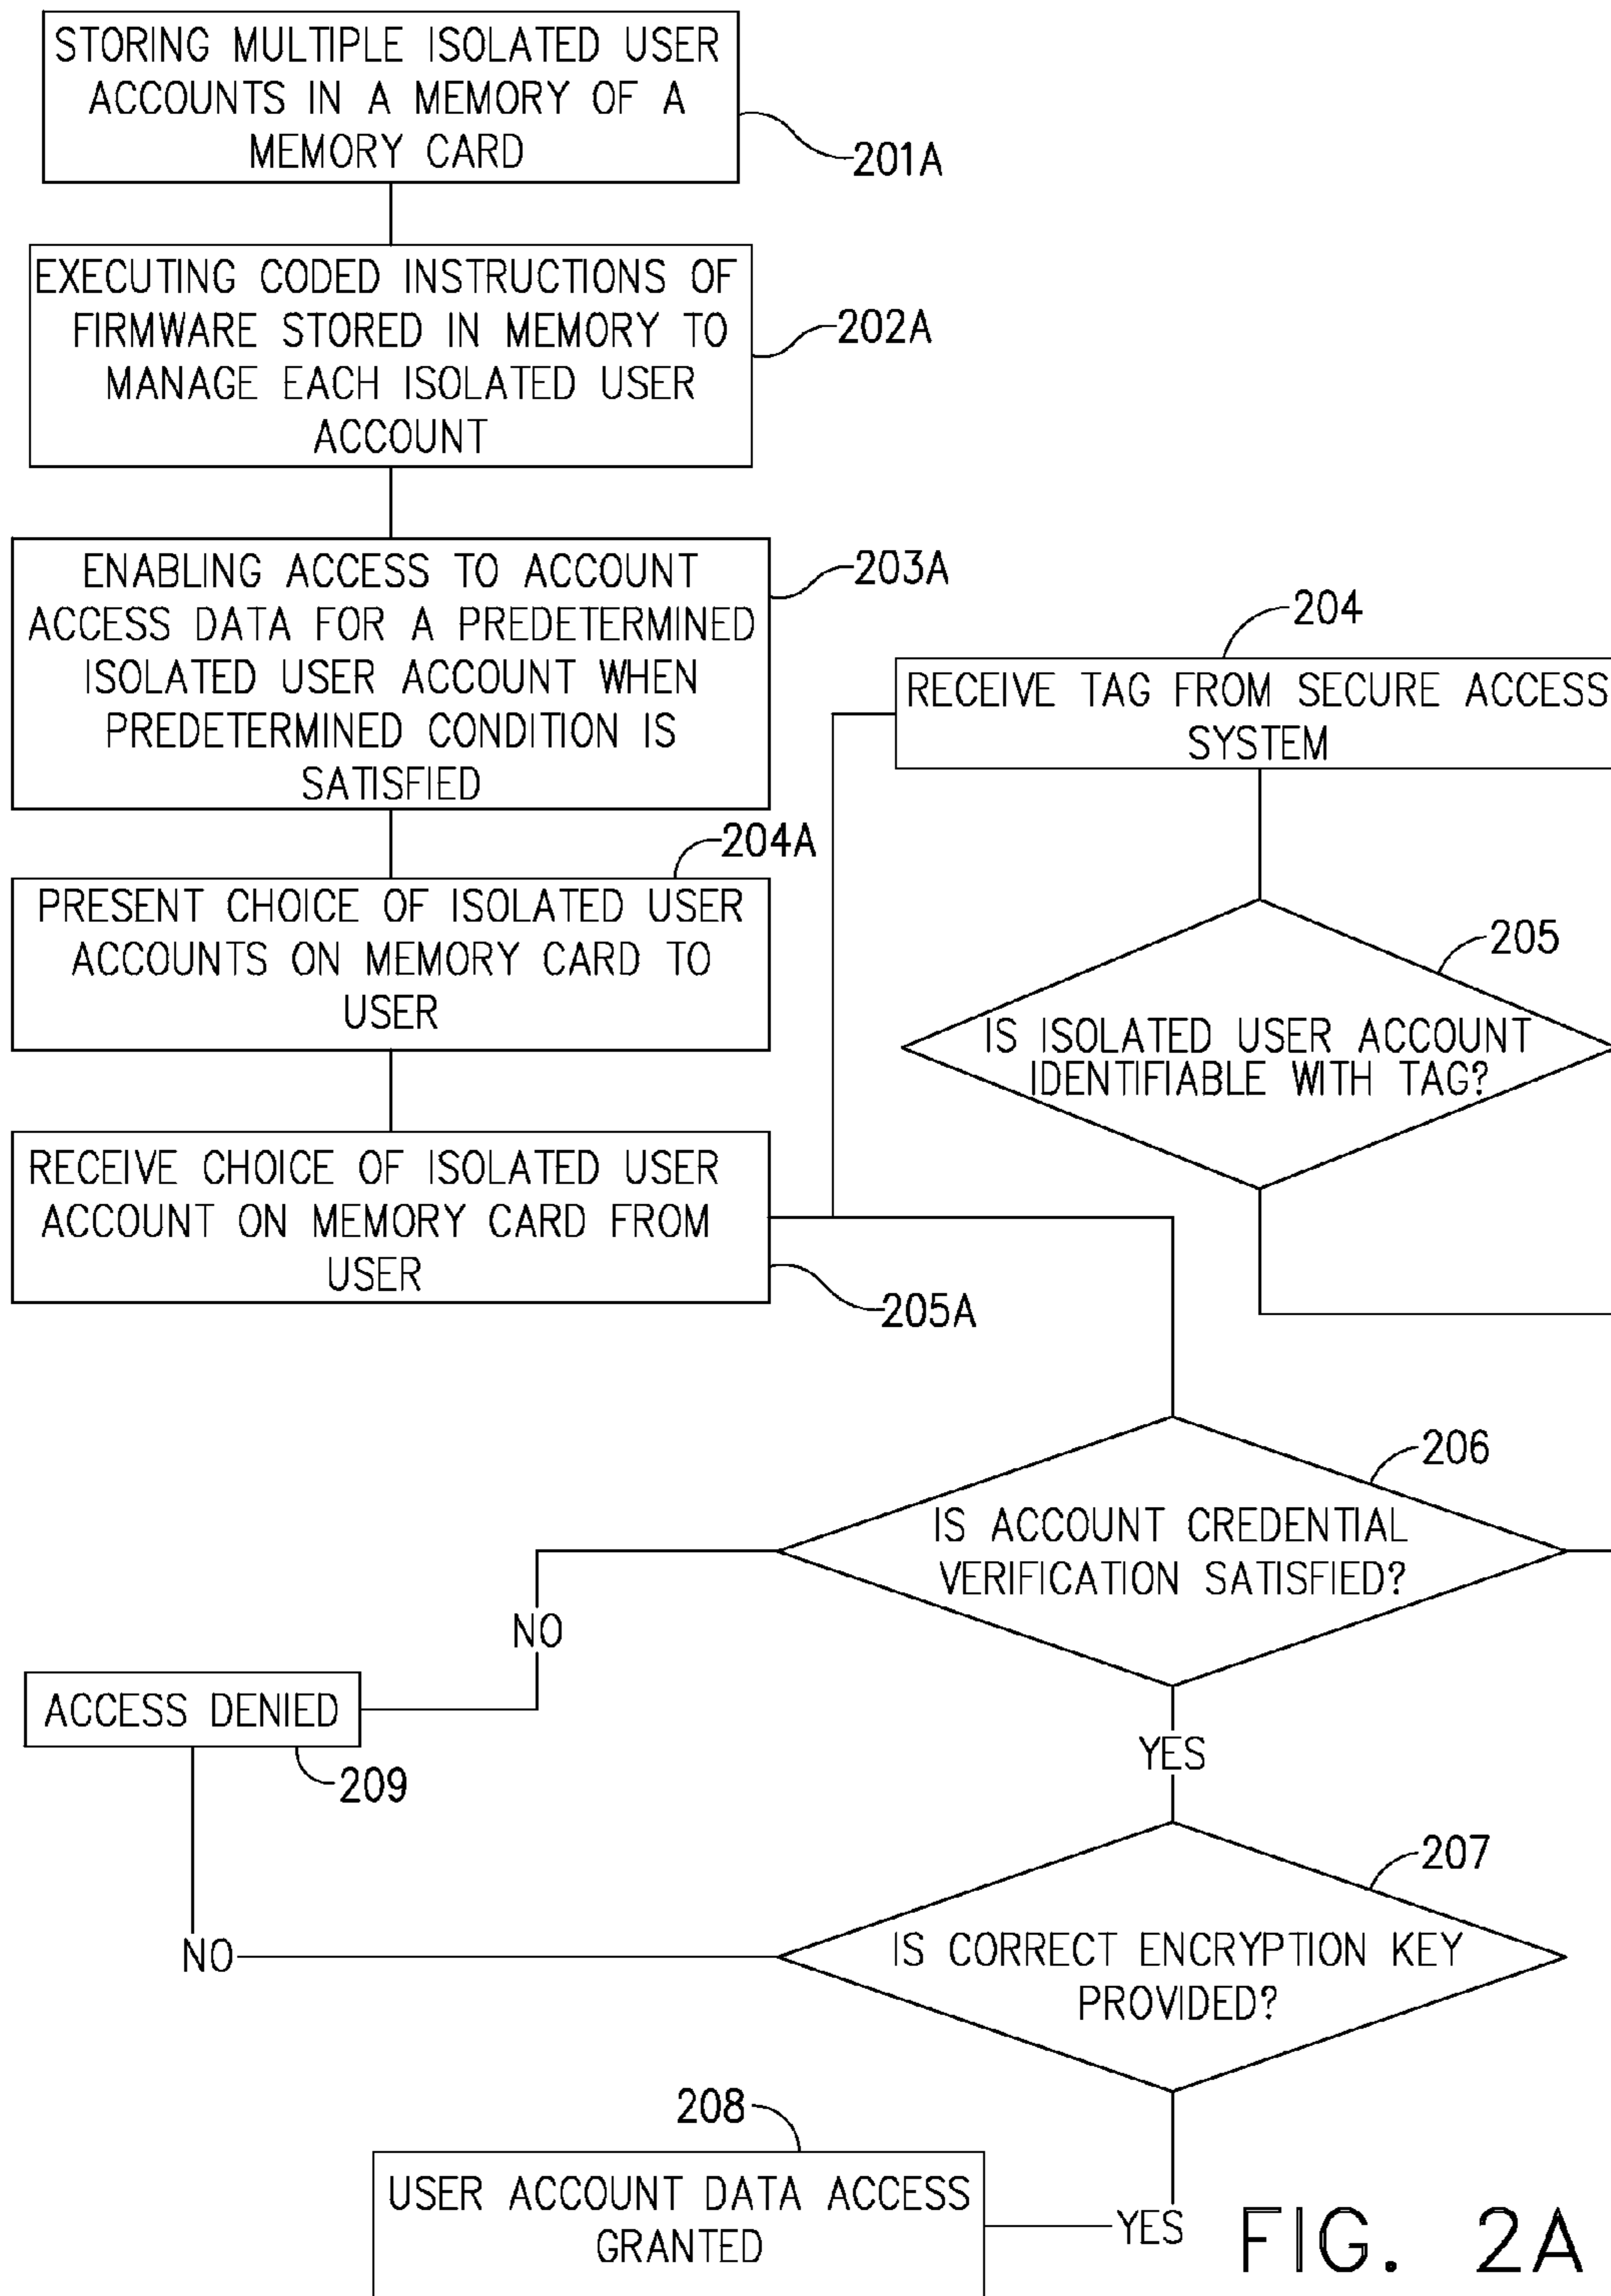 STORING MULTIPLE ISOLATED USER
ACCOUNTS IN A MEMORY OF A
MEMORY CARD
201A
EXECUTING CODED INSTRUCTIONS OF
FIRMWARE STORED IN MEMORY TO
MANAGE EACH ISOLATED USER
ACCOUNT
202A
ENABLING ACCESS TO ACCOUNT
ACCESS DATA FOR A PREDETERMINED
ISOLATED USER ACCOUNT WHEN
PREDETERMINED CONDITION IS
SATISFIED
203A
204
RECEIVE TAG FROM SECURE ACCESS
SYSTEM
204A
PRESENT CHOICE OF ISOLATED USER
ACCOUNTS ON MEMORY CARD TO
USER
205
IS ISOLATED USER ACCOUNT
IDENTIFIABLE WITH TAG?
RECEIVE CHOICE OF ISOLATED USER
ACCOUNT ON MEMORY CARD FROM
USER
205A
206
IS ACCOUNT CREDENTIAL
VERIFICATION SATISFIED?
NO
ACCESS DENIED
209
YES
207
IS CORRECT ENCRYPTION KEY
PROVIDED?
NO
208
USER ACCOUNT DATA ACCESS
GRANTED
YES
FIG. 2A